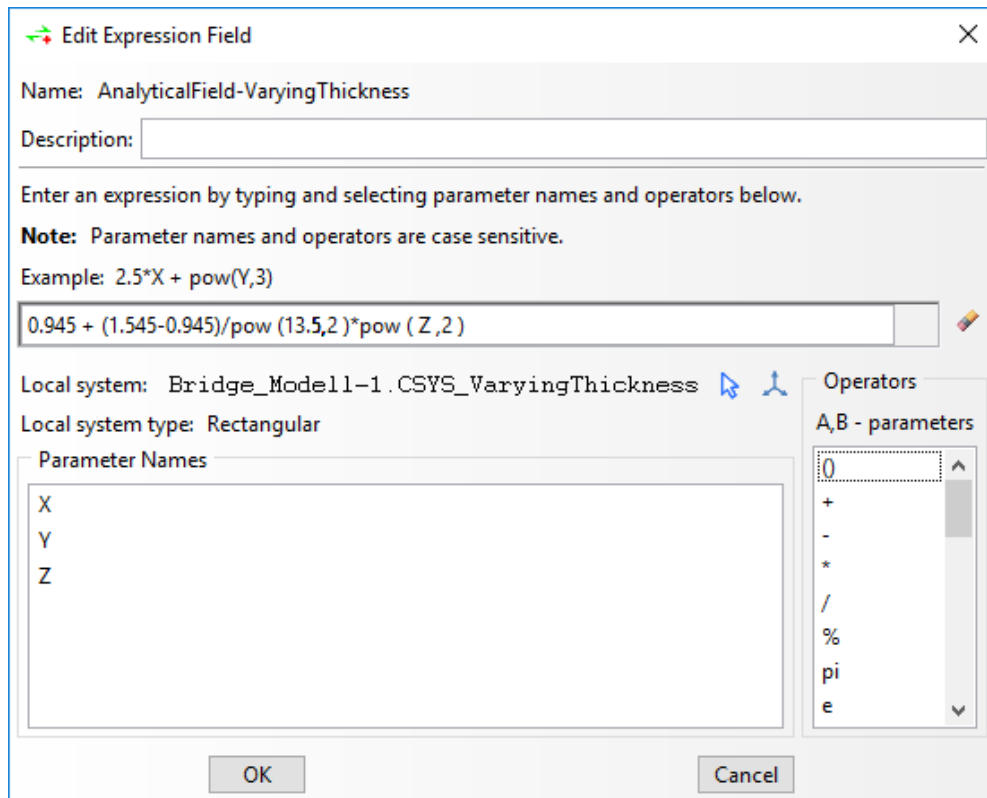 Edit Expression Field
Name: AnalyticalField-VaryingThickness
Description:
Enter an expression by typing and selecting parameter names and operators below.
Note: Parameter names and operators are case sensitive.
Example: 2.5*X + pow(Y,3)
0.945 + (1.545-0.945)/pow (13.5,2 )*pow ( Z ,2 )
Local system: Bridge_Modell-1.CSYS_VaryingThickness
Local system type: Rectangular
Parameter Names
X
Y
Z
Operators
A,B - parameters
()
+
-
*
/
%
pi
e
OK
Cancel